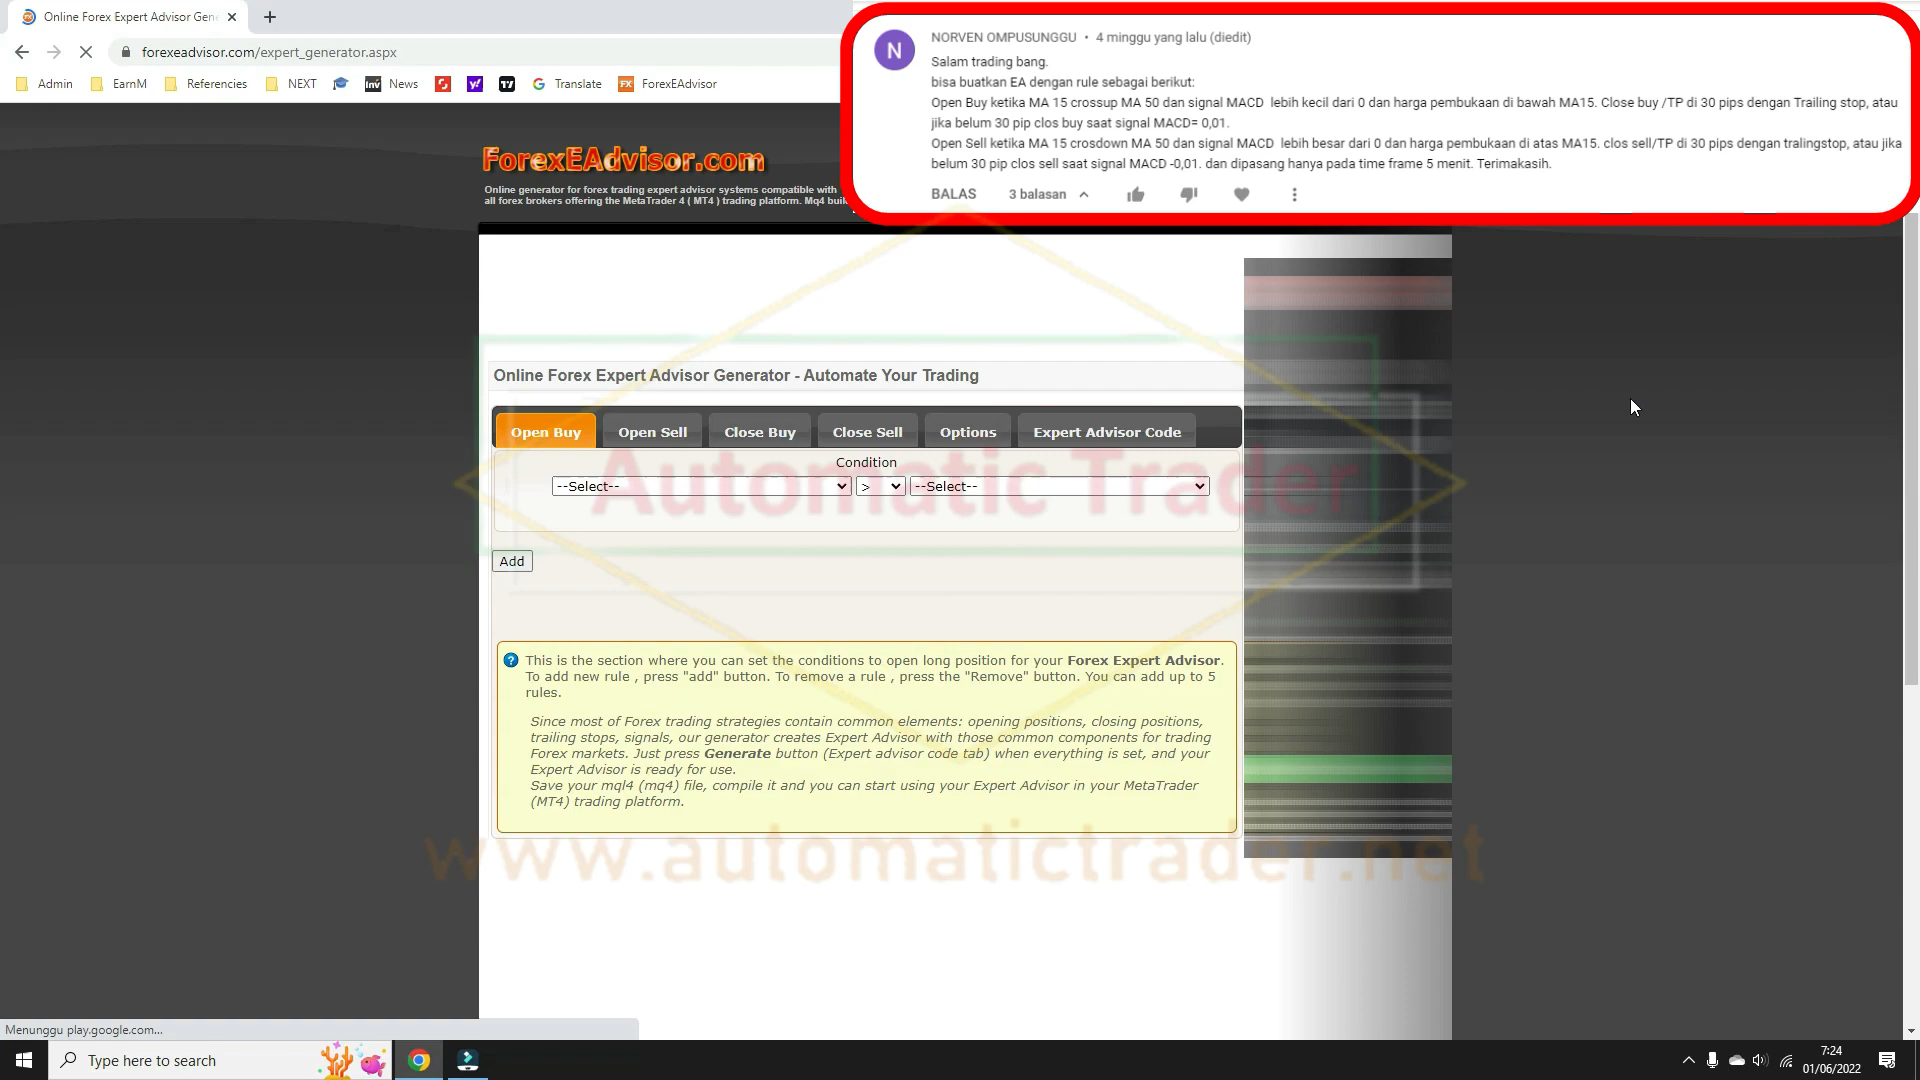 Online Forex Expert Advisor Gene
forexeadvisor.com/expert_generator.aspx
Admin
EarnM
References
NEXT
Inv
News
Translate
FX
ForexEAdvisor
N
NORVEN OMPUSUNGGU • 4 minggu yang lalu (diedit)
Salam trading bang.
bisa buatkan EA dengan rule sebagai berikut:
Open Buy ketika MA 15 crossup MA 50 dan signal MACD lebih kecil dari 0 dan harga pembukaan di bawah MA15. Close buy /TP di 30 pips dengan Trailing stop, atau
jika belum 30 pip clos buy saat signal MACD= 0,01.
Open Sell ketika MA 15 crosdown MA 50 dan signal MACD lebih besar dari 0 dan harga pembukaan di atas MA15. clos sell/TP di 30 pips dengan tralingstop, atau jika
belum 30 pip clos sell saat signal MACD -0,01. dan dipasang hanya pada time frame 5 menit. Terimakasih.
BALAS 3 balasan
ForexEAdvisor.com
Online generator for forex trading expert advisor systems compatible with
all forex brokers offering the MetaTrader 4 ( MT4 ) trading platform. Mq4 buil
Online Forex Expert Advisor Generator - Automate Your Trading
Open Buy
Open Sell
Close Buy
Close Sell
Options
Expert Advisor Code
Condition
--Select-- > --Select--
Automatic Trader
Add
This is the section where you can set the conditions to open long position for your Forex Expert Advisor.
To add new rule , press "add" button. To remove a rule , press the "Remove" button. You can add up to 5
rules.
Since most of Forex trading strategies contain common elements: opening positions, closing positions,
trailing stops, signals, our generator creates Expert Advisor with those common components for trading
Forex markets. Just press Generate button (Expert advisor code tab) when everything is set, and your
Expert Advisor is ready for use.
Save your mql4 (mq4) file, compile it and you can start using your Expert Advisor in your MetaTrader
(MT4) trading platform.
www.automatictrader.net
Menunggu play.google.com...
Type here to search
7:24
01/06/2022